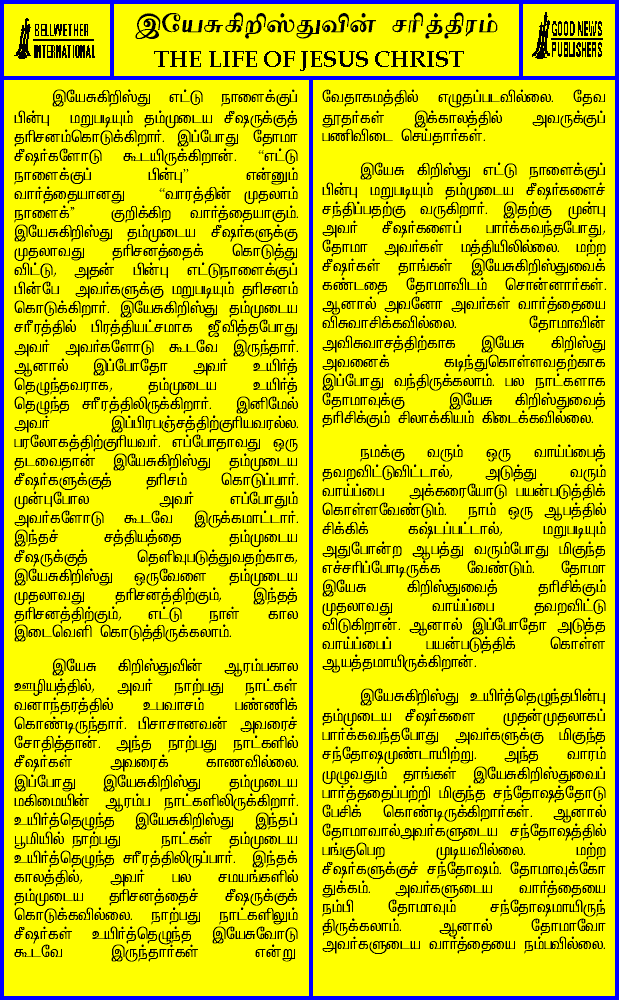 BELLWETHER
INTERNATIONAL
இயேசுகிறிஸ்துவின் சரித்திரம்
THE LIFE OF JESUS CHRIST
GOOD NEWS
PUBLISHERS
இயேசுகிறிஸ்து எட்டு நாளைக்குப்
பின்பு மறுபடியும் தம்முடைய சீஷருக்குத்
தரிசனம்கொடுக்கிறார். இப்போது தோமா
சீஷர்களோடு கூடயிருக்கிறான். “எட்டு
நாளைக்குப் பின்பு” என்னும்
வார்த்தையானது “வாரத்தின் முதலாம்
நாளைக்” குறிக்கிற வார்த்தையாகும்.
இயேசுகிறிஸ்து தம்முடைய சீஷர்களுக்கு
முதலாவது தரிசனத்தைக் கொடுத்து
விட்டு, அதன் பின்பு எட்டுநாளைக்குப்
பின்பே அவர்களுக்கு மறுபடியும் தரிசனம்
கொடுக்கிறார். இயேசுகிறிஸ்து தம்முடைய
சரீரத்தில் பிரத்தியட்சமாக ஜீவித்தபோது
அவர் அவர்களோடு கூடவே இருந்தார்.
ஆனால் இப்போதோ அவர் உயிர்த்
தெழுந்தவராக, தம்முடைய உயிர்த்
தெழுந்த சரீரத்திலிருக்கிறார். இனிமேல்
அவர் இப்பிரபஞ்சத்திற்குரியவரல்ல.
பரலோகத்திற்குரியவர். எப்போதாவது ஒரு
தடவைதான் இயேசுகிறிஸ்து தம்முடைய
சீஷர்களுக்குத் தரிசம் கொடுப்பார்.
முன்புபோல அவர் எப்போதும்
அவர்களோடு கூடவே இருக்கமாட்டார்.
இந்தச் சத்தியத்தை தம்முடைய
சீஷருக்குத் தெளிவுபடுத்துவதற்காக,
இயேசுகிறிஸ்து ஒருவேளை தம்முடைய
முதலாவது தரிசனத்திற்கும், இந்தத்
தரிசனத்திற்கும், எட்டு நாள் கால
இடைவெளி கொடுத்திருக்கலாம்.
இயேசு கிறிஸ்துவின் ஆரம்பகால
ஊழியத்தில், அவர் நாற்பது நாட்கள்
வனாந்தரத்தில் உபவாசம் பண்ணிக்
கொண்டிருந்தார். பிசாசானவன் அவரைச்
சோதித்தான். அந்த நாற்பது நாட்களில்
சீஷர்கள் அவரைக் காணவில்லை.
இப்போது இயேசுகிறிஸ்து தம்முடைய
மகிமையின் ஆரம்ப நாட்களிலிருக்கிறார்.
உயிர்த்தெழுந்த இயேசுகிறிஸ்து இந்தப்
பூமியில் நாற்பது நாட்கள் தம்முடைய
உயிர்த்தெழுந்த சரீரத்திலிருப்பார். இந்தக்
காலத்தில், அவர் பல சமயங்களில்
தம்முடைய தரிசனத்தைச் சீஷருக்குக்
கொடுக்கவில்லை. நாற்பது நாட்களிலும்
சீஷர்கள் உயிர்த்தெழுந்த இயேசுவோடு
கூடவே இருந்தார்கள் என்று
வேதாகமத்தில் எழுதப்படவில்லை. தேவ
தூதர்கள் இக்காலத்தில் அவருக்குப்
பணிவிடை செய்தார்கள்.
இயேசு கிறிஸ்து எட்டு நாளைக்குப்
பின்பு மறுபடியும் தம்முடைய சீஷர்களைச்
சந்திப்பதற்கு வருகிறார். இதற்கு முன்பு
அவர் சீஷர்களைப் பார்க்கவந்தபோது,
தோமா அவர்கள் மத்தியிலில்லை. மற்ற
சீஷர்கள் தாங்கள் இயேசுகிறிஸ்துவைக்
கண்டதை தோமாவிடம் சொன்னார்கள்.
ஆனால் அவனோ அவர்கள் வார்த்தையை
விசுவாசிக்கவில்லை. தோமாவின்
அவிசுவாசத்திற்காக இயேசு கிறிஸ்து
அவனைக் கடிந்துகொள்வதற்காக
இப்போது வந்திருக்கலாம். பல நாட்களாக
தோமாவுக்கு இயேசு கிறிஸ்துவைத்
தரிசிக்கும் சிலாக்கியம் கிடைக்கவில்லை.
நமக்கு வரும் ஒரு வாய்ப்பைத்
தவறவிட்டுவிட்டால், அடுத்து வரும்
வாய்ப்பை அக்கரையோடு பயன்படுத்திக்
கொள்ளவேண்டும். நாம் ஒரு ஆபத்தில்
சிக்கிக் கஷ்டப்பட்டால், மறுபடியும்
அதுபோன்ற ஆபத்து வரும்போது மிகுந்த
எச்சரிப்போடிருக்க வேண்டும். தோமா
இயேசு கிறிஸ்துவைத் தரிசிக்கும்
முதலாவது வாய்ப்பை தவறவிட்டு
விடுகிறான். ஆனால் இப்போதோ அடுத்த
வாய்ப்பைப் பயன்படுத்திக் கொள்ள
ஆயத்தமாயிருக்கிறான்.
இயேசுகிறிஸ்து உயிர்த்தெழுந்தபின்பு
தம்முடைய சீஷர்களை முதன்முதலாகப்
பார்க்கவந்தபோது அவர்களுக்கு மிகுந்த
சந்தோஷமுண்டாயிற்று. அந்த வாரம்
முழுவதும் தாங்கள் இயேசுகிறிஸ்துவைப்
பார்த்ததைப்பற்றி மிகுந்த சந்தோஷத்தோடு
பேசிக் கொண்டிருக்கிறார்கள். ஆனால்
தோமாவால்அவர்களுடைய சந்தோஷத்தில்
பங்குபெற முடியவில்லை. மற்ற
சீஷர்களுக்குச் சந்தோஷம். தோமாவுக்கோ
துக்கம். அவர்களுடைய வார்த்தையை
நம்பி தோமாவும் சந்தோஷமாயிருந்
திருக்கலாம். ஆனால் தோமாவோ
அவர்களுடைய வார்த்தையை நம்பவில்லை.